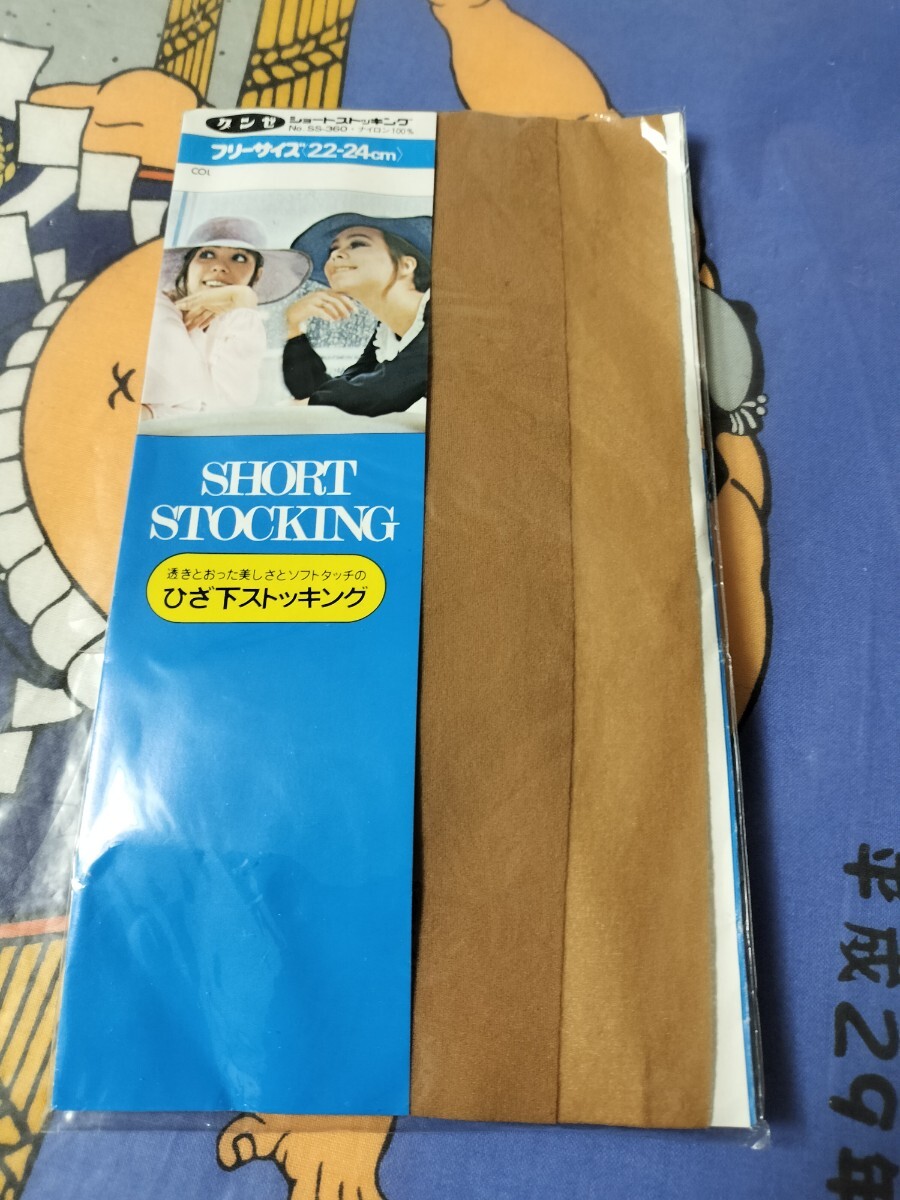 グンゼ ショートストッキング
No. SS-360・ナイロン100%
フリーサイズ〈22-24cm〉
COL
SHORT
STOCKING
透きとおった美しさとソフトタッチの
ひざ下ストッキング
平成29年